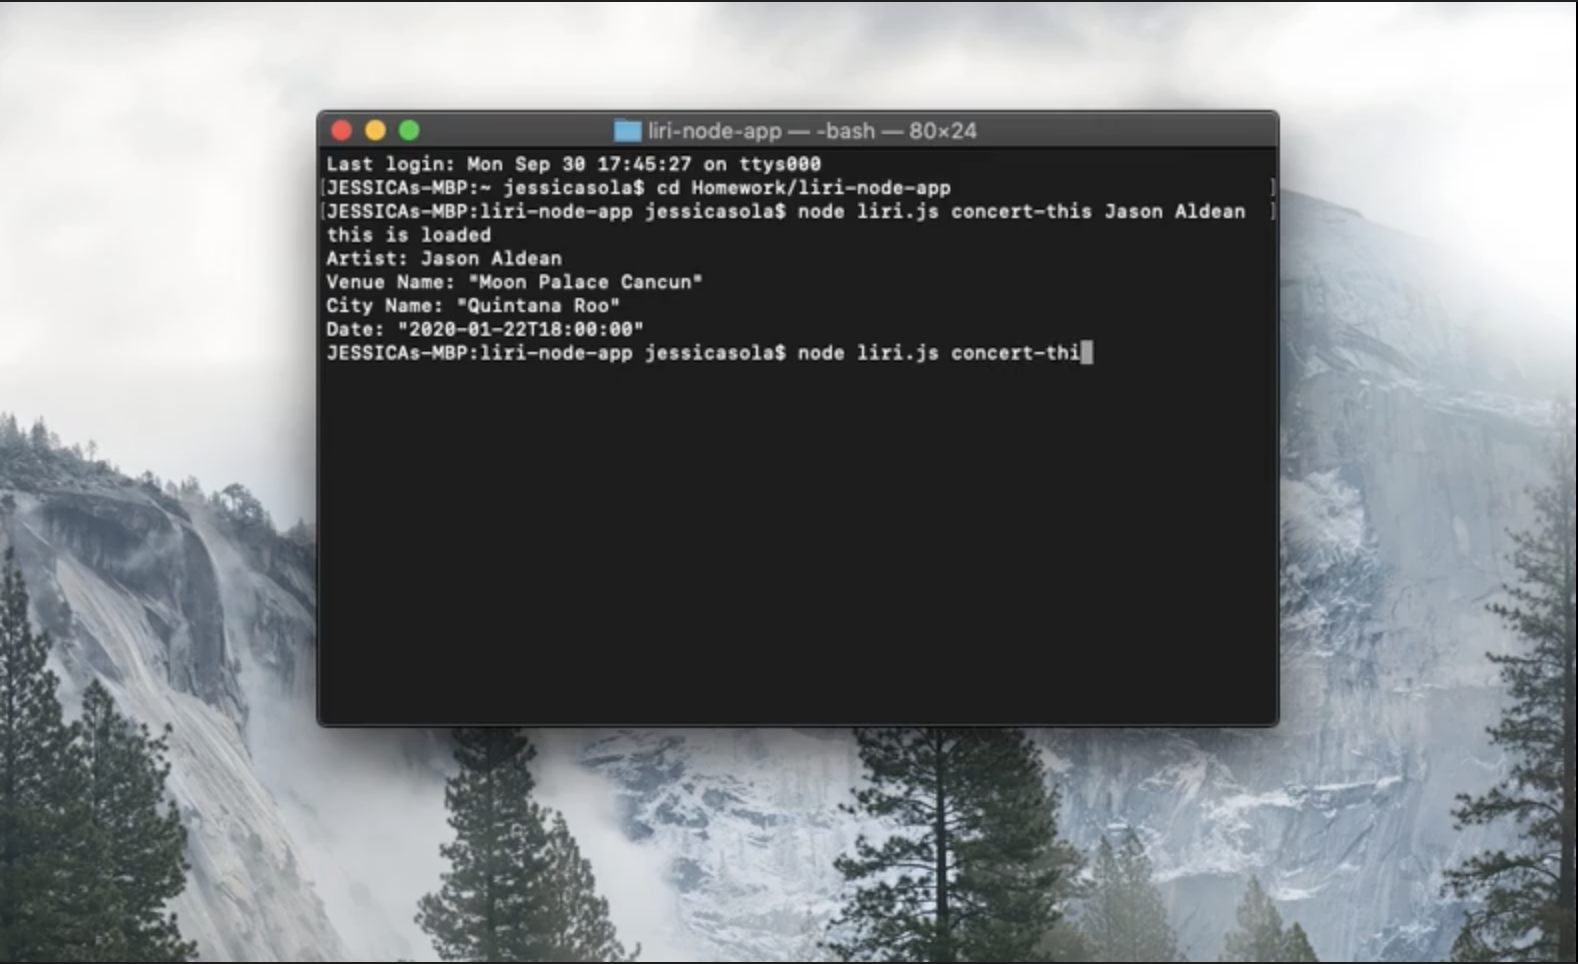 liri-node-app — -bash — 80×24
Last login: Mon Sep 30 17:45:27 on ttys000
[JESSICAs-MBP:~ jessicasola$ cd Homework/liri-node-app ]
[JESSICAs-MBP:liri-node-app jessicasola$ node liri.js concert-this Jason Aldean ]
this is loaded
Artist: Jason Aldean
Venue Name: "Moon Palace Cancun"
City Name: "Quintana Roo"
Date: "2020-01-22T18:00:00"
JESSICAs-MBP:liri-node-app jessicasola$ node liri.js concert-thi